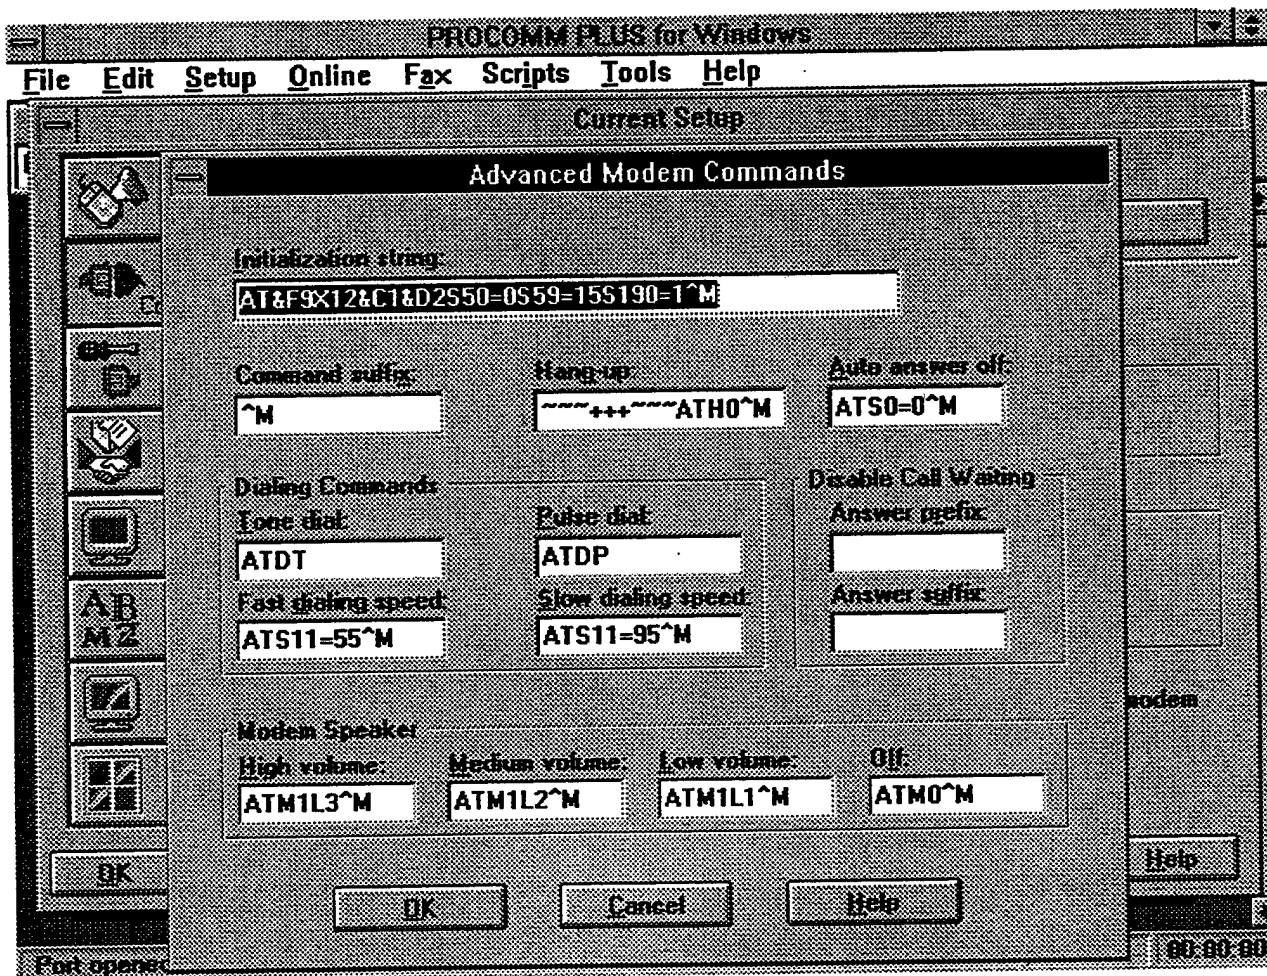 PROCOMM PLUS for Windows
File Edit Setup Online Fax Scripts Tools Help
Current Setup
Advanced Modem Commands
Initialization string:
AT&F9X12&C1&D2S50=0S59=15S190=1^M
Command suffix: Hang-up: Auto answer off:
^M ~~~+++~~~ATH0^M ATS0=0^M
Dialing Commands Disable Call Waiting
Tone dial: Pulse dial: Answer prefix:
ATDT ATDP
Fast dialing speed: Slow dialing speed: Answer suffix:
ATS11=55^M ATS11=95^M
modem
Modem Speaker
High volume: Medium volume: Low volume: Off:
ATM1L3^M ATM1L2^M ATM1L1^M ATM0^M
OK Help
OK Cancel Help
Port opened 00:00:00